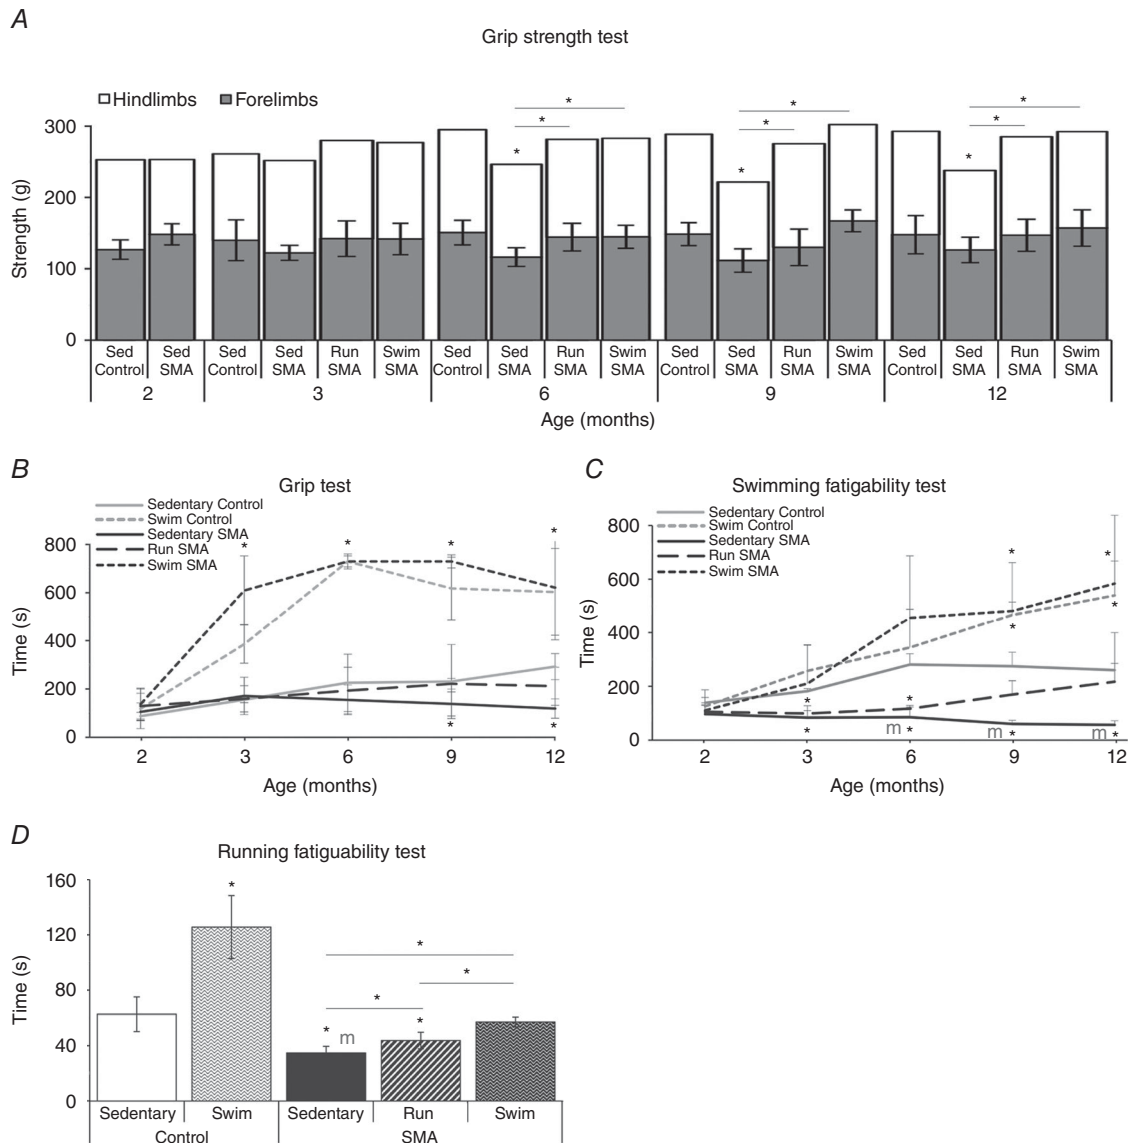 A
Grip strength test
Hindlimbs Forelimbs
* * * * * *
* * *
300
200
100
0
Strength (g)
Sed Control Sed SMA Sed Control Sed SMA Run SMA Swim SMA Sed Control Sed SMA Run SMA Swim SMA Sed Control Sed SMA Run SMA Swim SMA Sed Control Sed SMA Run SMA Swim SMA
2 3 6 9 12
Age (months)
B
Grip test
Sedentary Control
Swim Control
Sedentary SMA
Run SMA
Swim SMA
800
600
400
200
0
Time (s)
* * * *
* *
2 3 6 9 12
Age (months)
C
Swimming fatigability test
Sedentary Control
Swim Control
Sedentary SMA
Run SMA
Swim SMA
800
600
400
200
0
Time (s)
* *
* *
* *
* m * m * m *
2 3 6 9 12
Age (months)
D
Running fatiguability test
160
120
80
40
0
Time (s)
*
*
*
*
* m *
Sedentary Swim Sedentary Run Swim
Control SMA